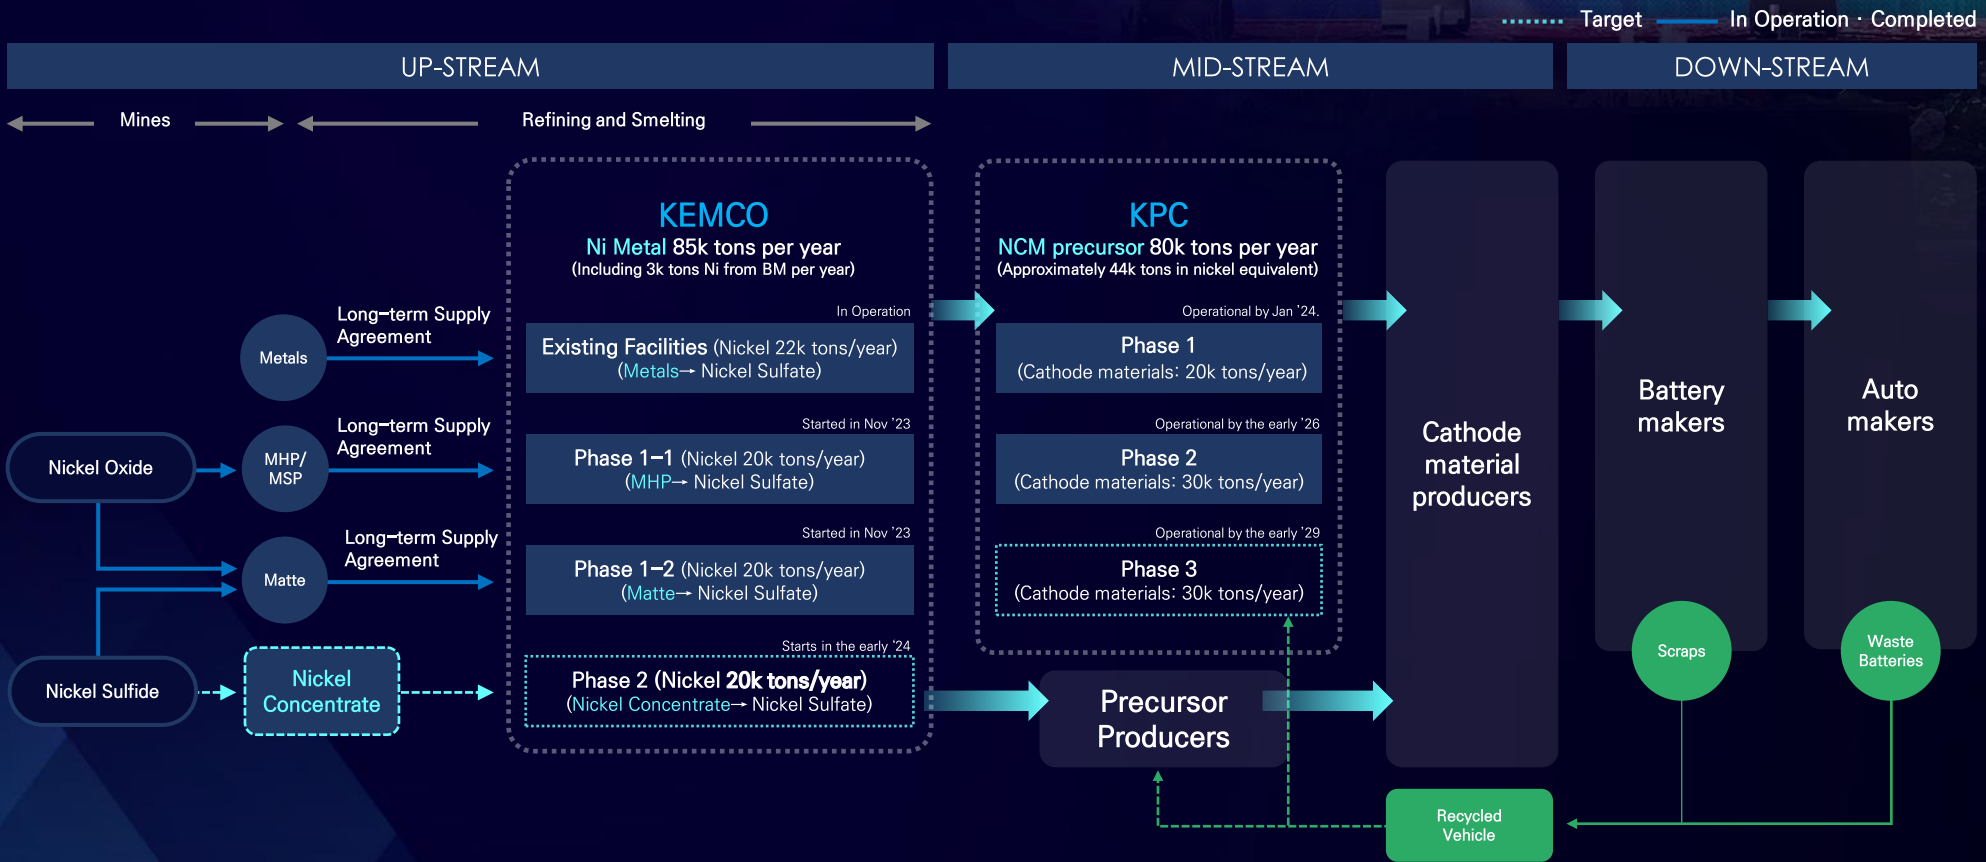 Target
In Operation · Completed
UP-STREAM
MID-STREAM
DOWN-STREAM
Mines
Refining and Smelting
KEMCO
Ni Metal 85k tons per year
(Including 3k tons Ni from BM per year)
KPC
NCM precursor 80k tons per year
(Approximately 44k tons in nickel equivalent)
Metals
Long-term Supply
Agreement
In Operation
Existing Facilities (Nickel 22k tons/year)
(Metals→ Nickel Sulfate)
Operational by Jan '24.
Phase 1
(Cathode materials: 20k tons/year)
Nickel Oxide
MHP/
MSP
Long-term Supply
Agreement
Started in Nov '23
Phase 1-1 (Nickel 20k tons/year)
(MHP→ Nickel Sulfate)
Operational by the early '26
Phase 2
(Cathode materials: 30k tons/year)
Matte
Long-term Supply
Agreement
Started in Nov '23
Phase 1-2 (Nickel 20k tons/year)
(Matte→ Nickel Sulfate)
Operational by the early '29
Phase 3
(Cathode materials: 30k tons/year)
Nickel Sulfide
Nickel
Concentrate
Starts in the early '24
Phase 2 (Nickel 20k tons/year)
(Nickel Concentrate→ Nickel Sulfate)
Precursor
Producers
Cathode
material
producers
Battery
makers
Auto
makers
Scraps
Waste
Batteries
Recycled
Vehicle